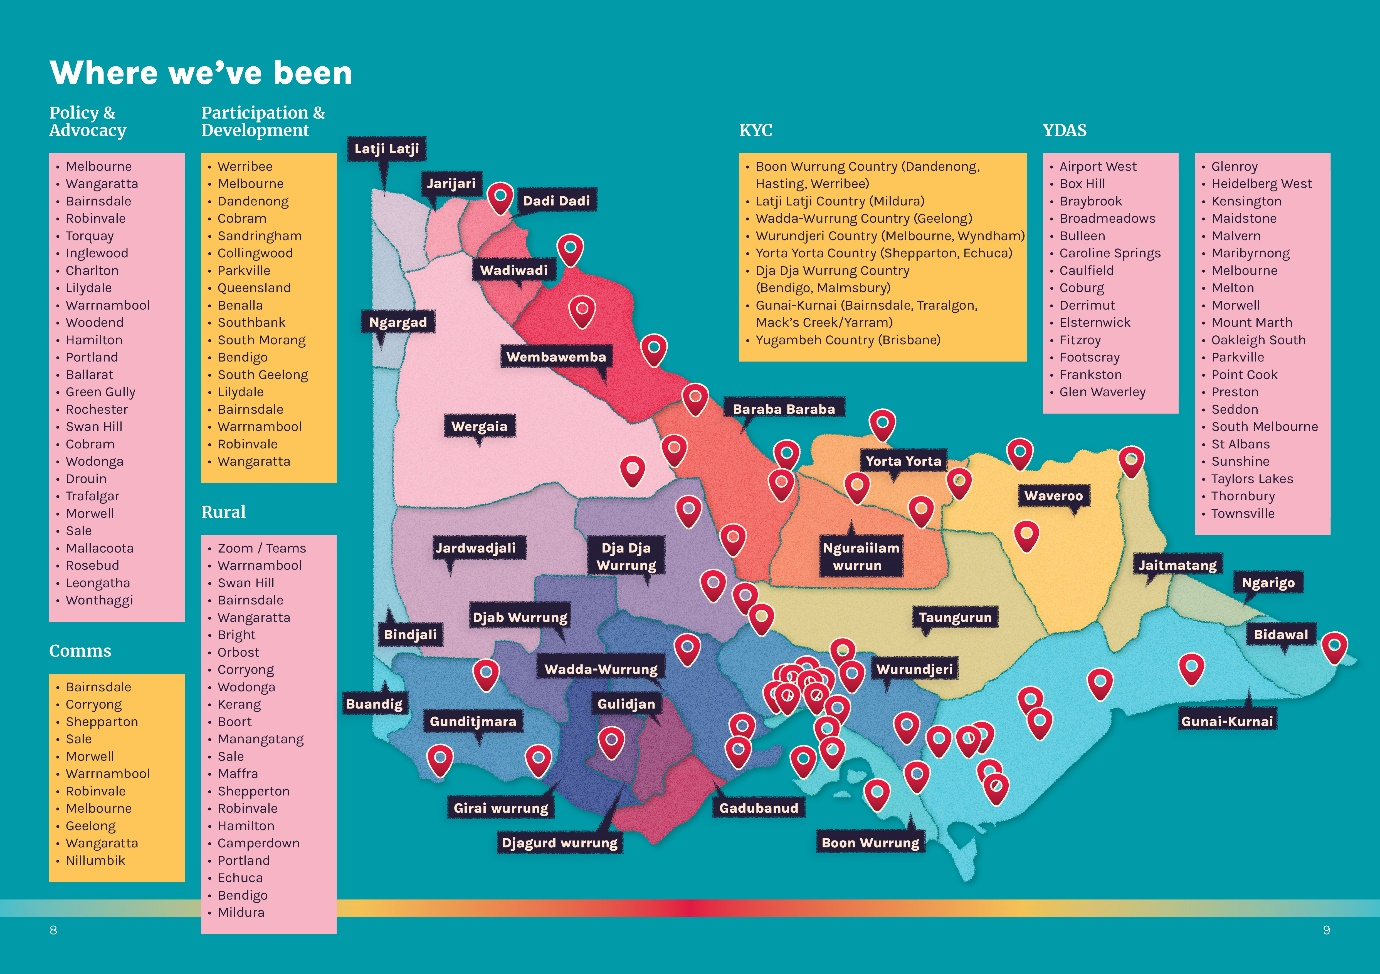 Where we've been
Policy &
Advocacy
• Melbourne
• Wangaratta
• Bairnsdale
• Robinvale
• Torquay
• Inglewood
• Charlton
• Lilydale
• Warrnambool
• Woodend
• Hamilton
• Portland
• Ballarat
• Green Gully
• Rochester
• Swan Hill
• Cobram
• Wodonga
• Drouin
• Trafalgar
• Morwell
• Sale
• Mallacoota
• Rosebud
• Leongatha
• Wonthaggi
Comms
• Bairnsdale
• Corryong
• Shepparton
• Sale
• Morwell
• Warrnambool
• Robinvale
• Melbourne
• Geelong
• Wangaratta
• Nillumbik
Participation &
Development
• Werribee
• Melbourne
• Dandenong
• Cobram
• Sandringham
• Collingwood
• Parkville
• Queensland
• Benalla
• Southbank
• South Morang
• Bendigo
• South Geelong
• Lilydale
• Bairnsdale
• Warrnambool
• Robinvale
• Wangaratta
Rural
• Zoom / Teams
• Warrnambool
• Swan Hill
• Bairnsdale
• Wangaratta
• Bright
• Orbost
• Corryong
• Wodonga
• Kerang
• Boort
• Manangatang
• Sale
• Maffra
• Shepperton
• Robinvale
• Hamilton
• Camperdown
• Portland
• Echuca
• Bendigo
• Mildura
KYC
• Boon Wurrung Country (Dandenong,
Hasting, Werribee)
• Latji Latji Country (Mildura)
• Wadda-Wurrung Country (Geelong)
• Wurundjeri Country (Melbourne, Wyndham)
• Yorta Yorta Country (Shepparton, Echuca)
• Dja Dja Wurrung Country
(Bendigo, Malmsbury)
• Gunai-Kurnai (Bairnsdale, Traralgon,
Mack's Creek/Yarram)
• Yugambeh Country (Brisbane)
YDAS
• Airport West
• Box Hill
• Braybrook
• Broadmeadows
• Bulleen
• Caroline Springs
• Caulfield
• Coburg
• Derrimut
• Elsternwick
• Fitzroy
• Footscray
• Frankston
• Glen Waverley
• Glenroy
• Heidelberg West
• Kensington
• Maidstone
• Malvern
• Maribyrnong
• Melbourne
• Melton
• Morwell
• Mount Marth
• Oakleigh South
• Parkville
• Point Cook
• Preston
• Seddon
• South Melbourne
• St Albans
• Sunshine
• Taylors Lakes
• Thornbury
• Townsville
Latji Latji
Jarijari
Dadi Dadi
Wadiwadi
Ngargad
Wembawemba
Baraba Baraba
Wergaia
Yorta Yorta
Waveroo
Jardwadjali
Dja Dja
Wurrung
Nguraiilam
wurrun
Jaitmatang
Ngarigo
Djab Wurrung
Taungurun
Bindjali
Bidawal
Wadda-Wurrung
Wurundjeri
Buandig
Gulidjan
Gunditjmara
Gunai-Kurnai
Girai wurrung
Gadubanud
Djagurd wurrung
Boon Wurrung
8
9